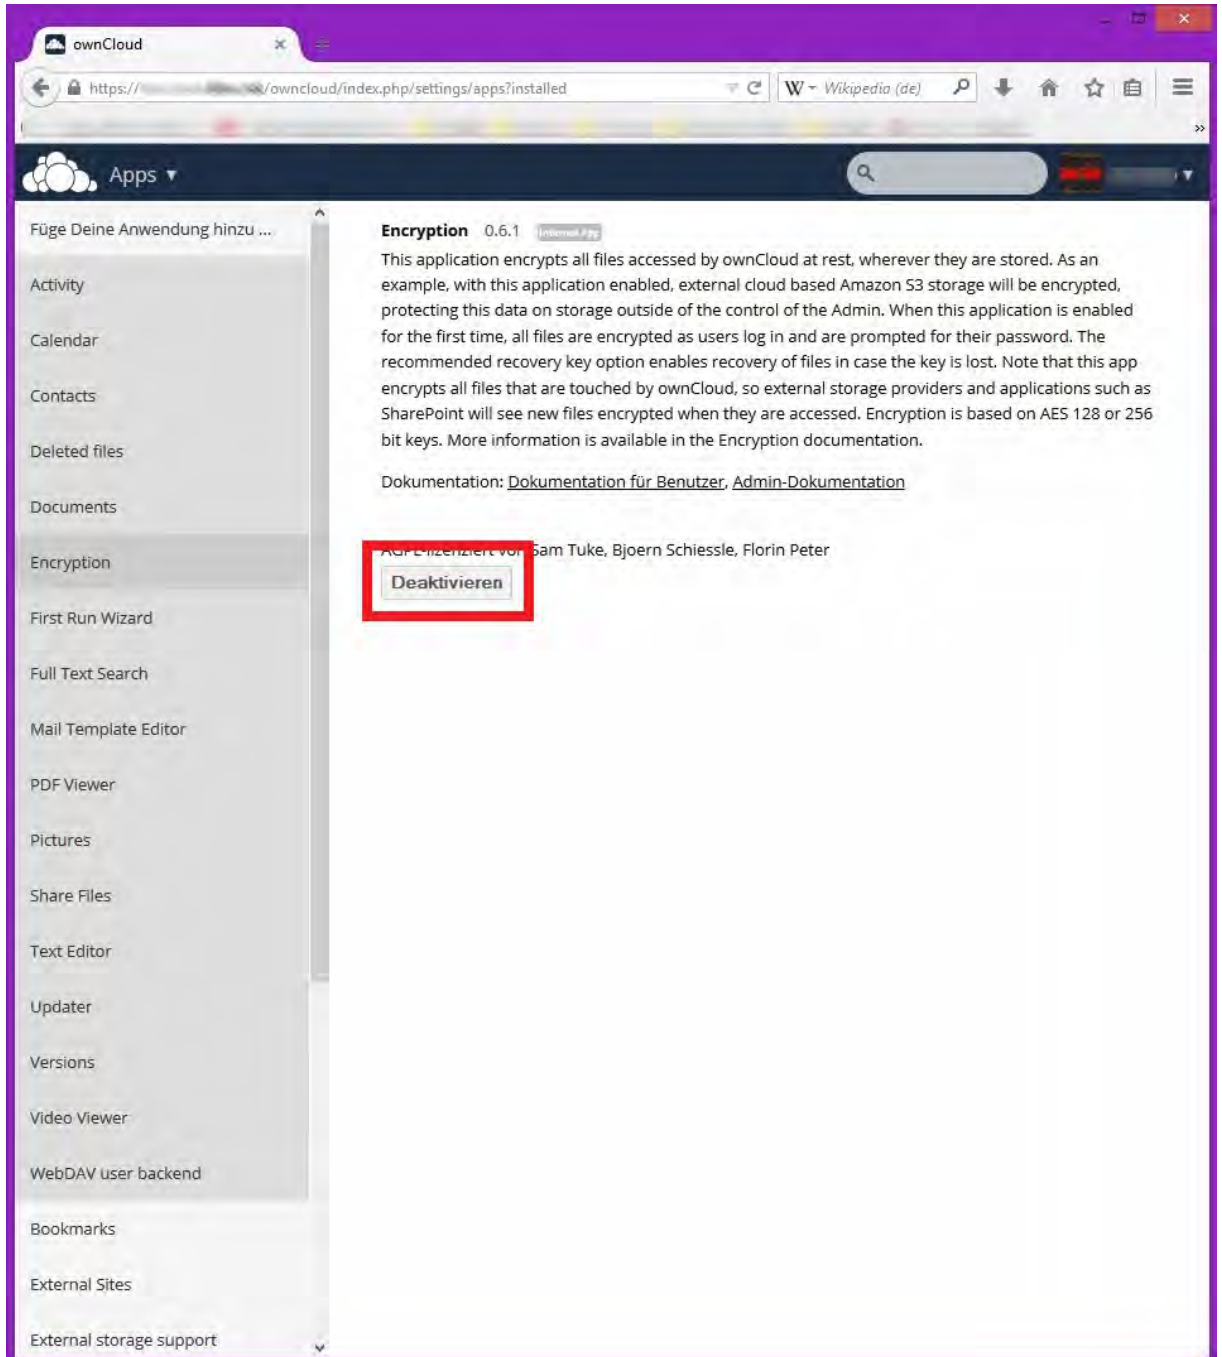 ownCloud
https:// /owncloud/index.php/settings/apps?installed
W Wikipedia (de)
Apps
Füge Deine Anwendung hinzu ...
Activity
Calendar
Contacts
Deleted files
Documents
Encryption
First Run Wizard
Full Text Search
Mail Template Editor
PDF Viewer
Pictures
Share Files
Text Editor
Updater
Versions
Video Viewer
WebDAV user backend
Bookmarks
External Sites
External storage support
Encryption 0.6.1 Internal App
This application encrypts all files accessed by ownCloud at rest, wherever they are stored. As an
example, with this application enabled, external cloud based Amazon S3 storage will be encrypted,
protecting this data on storage outside of the control of the Admin. When this application is enabled
for the first time, all files are encrypted as users log in and are prompted for their password. The
recommended recovery key option enables recovery of files in case the key is lost. Note that this app
encrypts all files that are touched by ownCloud, so external storage providers and applications such as
SharePoint will see new files encrypted when they are accessed. Encryption is based on AES 128 or 256
bit keys. More information is available in the Encryption documentation.
Dokumentation: Dokumentation für Benutzer, Admin-Dokumentation
AGPL-lizenziert von Sam Tuke, Bjoern Schiessle, Florin Peter
Deaktivieren